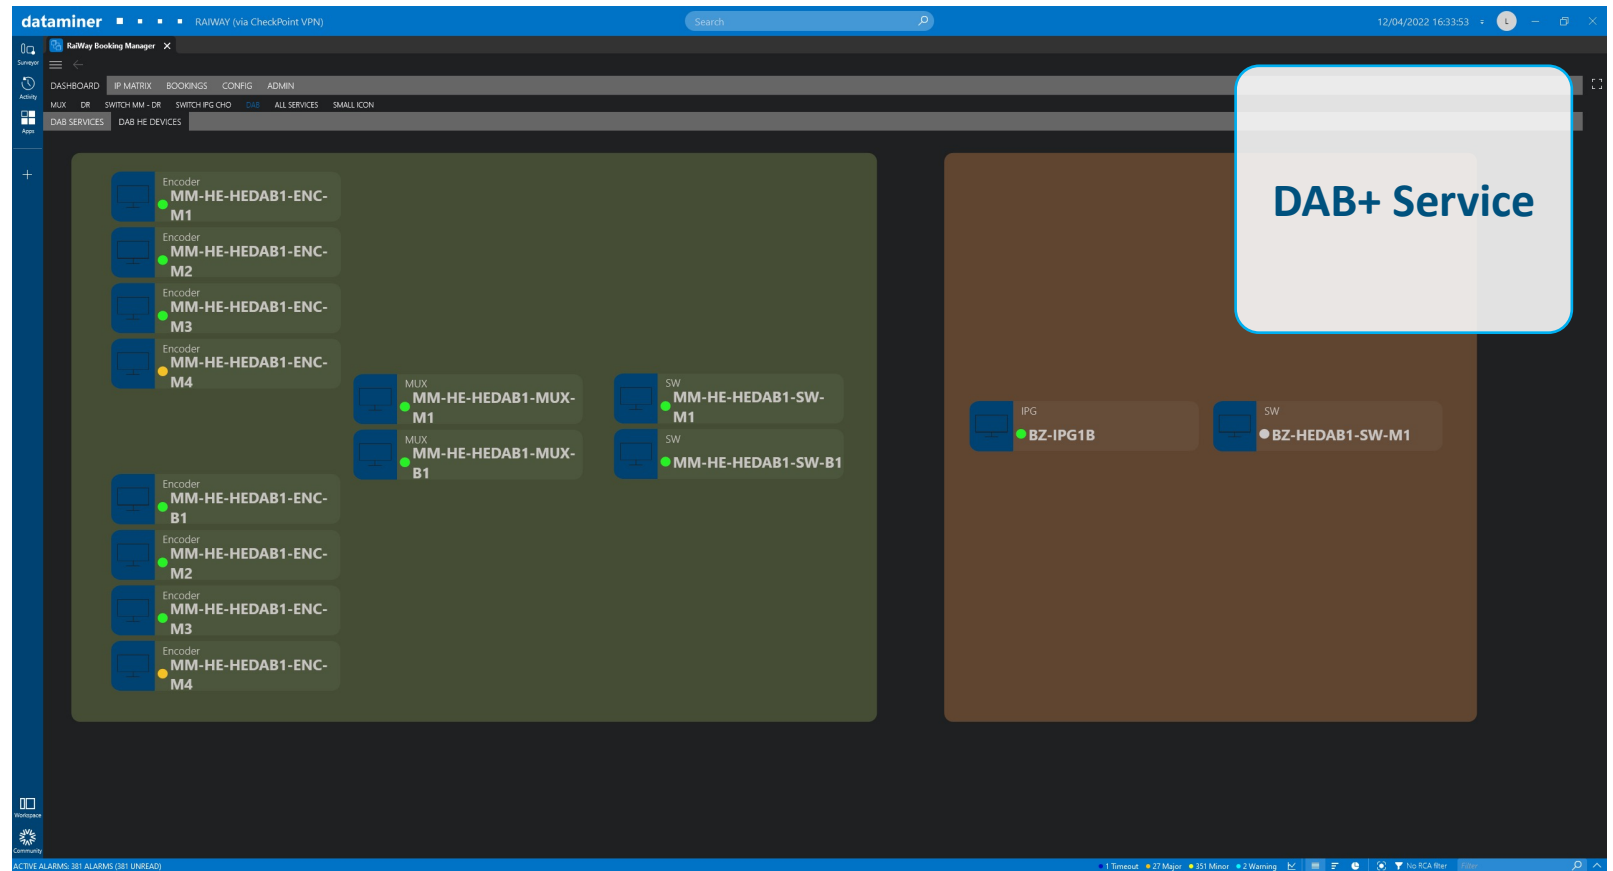 dataminer
RAIWAY (via CheckPoint VPN)
Search
12/04/2022 16:33:53
L
Surveyor
RaiWay Booking Manager
Activity
DASHBOARD IP MATRIX BOOKINGS CONFIG ADMIN
MUX DR SWITCH MM - DR SWITCH IPG CHO DAB ALL SERVICES SMALL ICON
Apps
DAB SERVICES DAB HE DEVICES
DAB+ Service
Encoder
MM-HE-HEDAB1-ENC-
M1
Encoder
MM-HE-HEDAB1-ENC-
M2
Encoder
MM-HE-HEDAB1-ENC-
M3
Encoder
MM-HE-HEDAB1-ENC-
M4
MUX
MM-HE-HEDAB1-MUX-
M1
MUX
MM-HE-HEDAB1-MUX-
B1
SW
MM-HE-HEDAB1-SW-
M1
SW
MM-HE-HEDAB1-SW-B1
IPG
BZ-IPG1B
SW
BZ-HEDAB1-SW-M1
Encoder
MM-HE-HEDAB1-ENC-
B1
Encoder
MM-HE-HEDAB1-ENC-
M2
Encoder
MM-HE-HEDAB1-ENC-
M3
Encoder
MM-HE-HEDAB1-ENC-
M4
Workspace
Community
ACTIVE ALARMS: 381 ALARMS (381 UNREAD)
1 Timeout 27 Major 351 Minor 2 Warning
No RCA filter
Filter